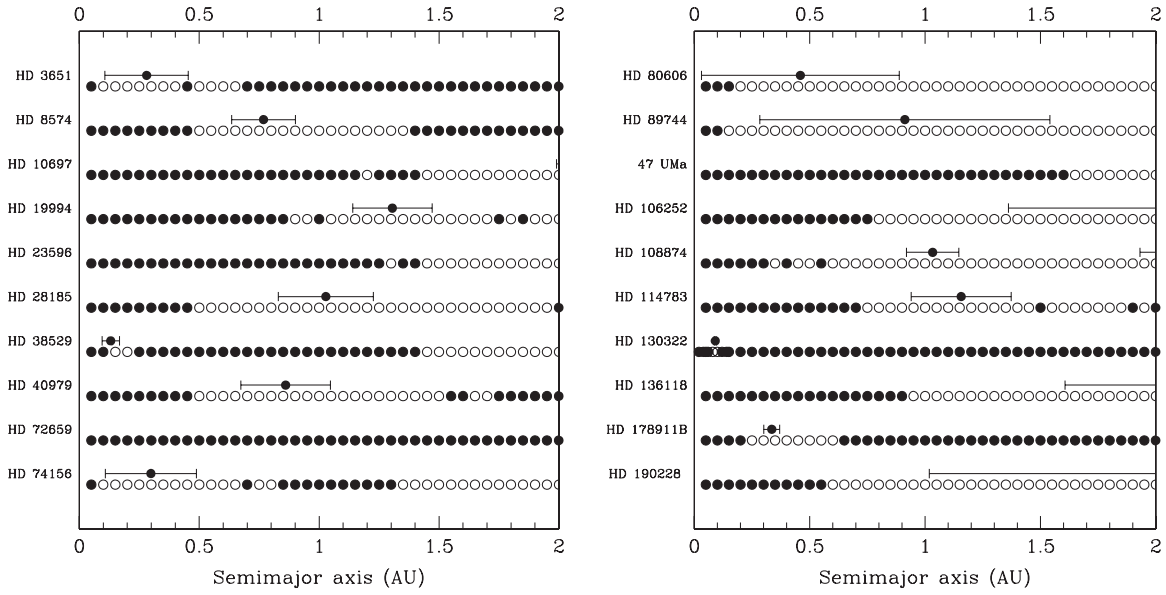 0 0.5 1 1.5 2
HD 3651
HD 8574
HD 10697
HD 19994
HD 23596
HD 28185
HD 38529
HD 40979
HD 72659
HD 74156
0 0.5 1 1.5 2
Semimajor axis (AU)
0 0.5 1 1.5 2
HD 80606
HD 89744
47 UMa
HD 106252
HD 108874
HD 114783
HD 130322
HD 136118
HD 178911B
HD 190228
0 0.5 1 1.5 2
Semimajor axis (AU)